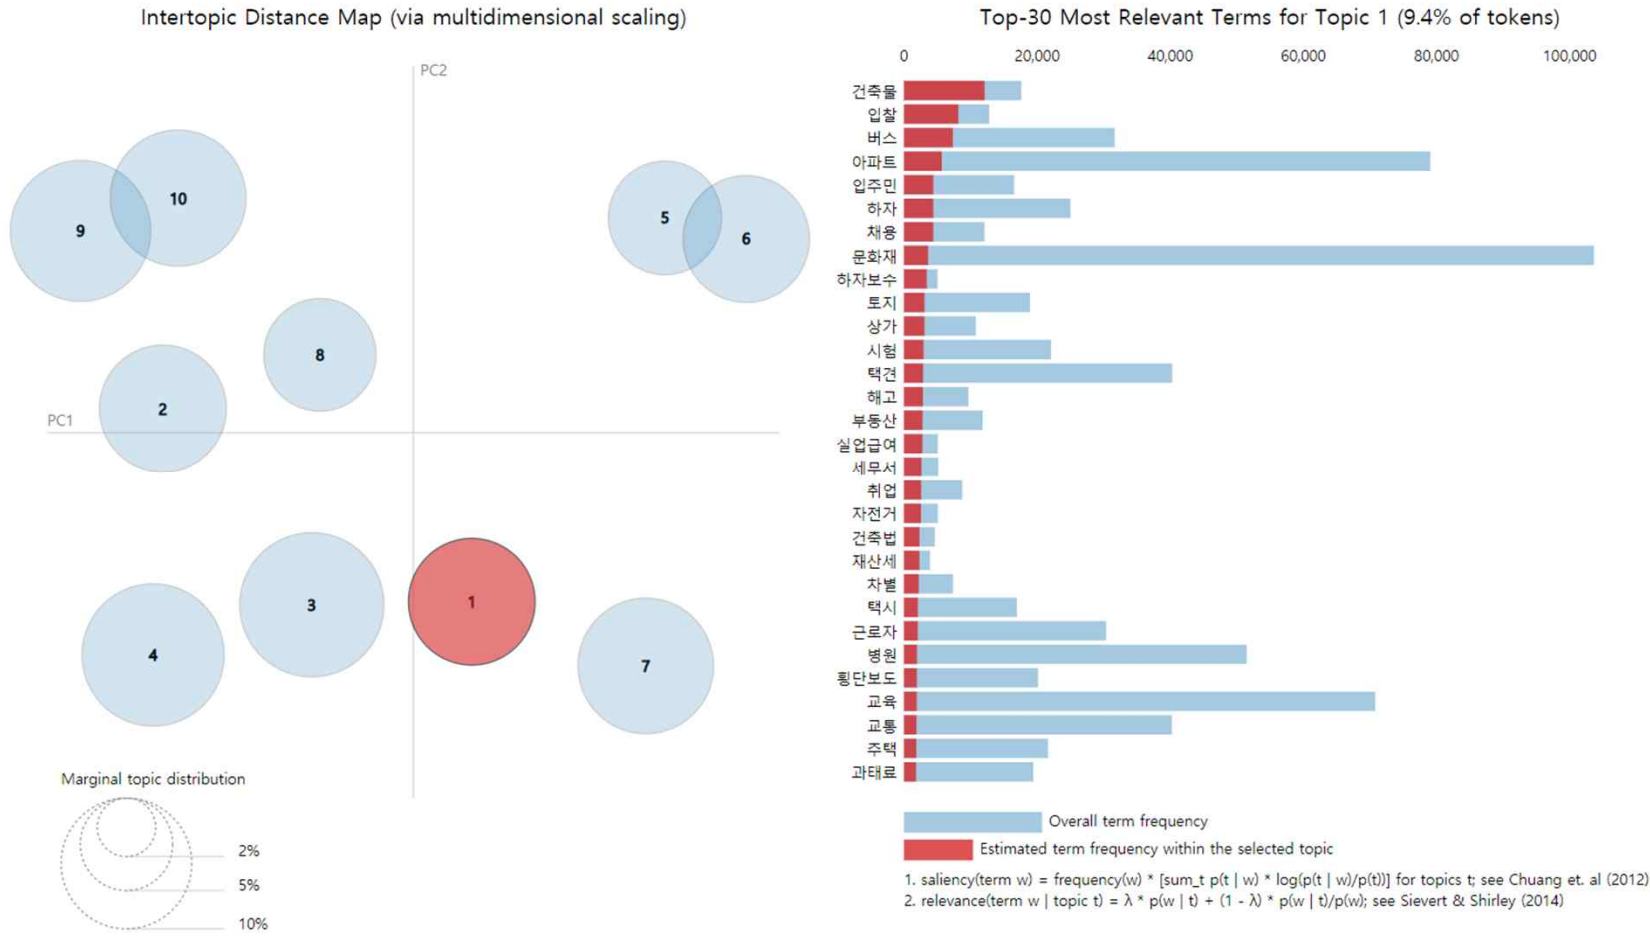 Intertopic Distance Map (via multidimensional scaling)
PC2
PC1
9
10
5
6
8
2
3
1
4
7
Marginal topic distribution
2%
5%
10%
Top-30 Most Relevant Terms for Topic 1 (9.4% of tokens)
0 20,000 40,000 60,000 80,000 100,000
건축물
입찰
버스
아파트
입주민
하자
채용
문화재
하자보수
토지
상가
시험
택견
해고
부동산
실업급여
세무서
취업
자전거
건축법
재산세
차별
택시
근로자
병원
횡단보도
교육
교통
주택
과태료
Overall term frequency
Estimated term frequency within the selected topic
1. saliency(term w) = frequency(w) * [sum_t p(t | w) * log(p(t | w)/p(t))] for topics t; see Chuang et. al (2012)
2. relevance(term w | topic t) = λ * p(w | t) + (1 - λ) * p(w | t)/p(w); see Sievert & Shirley (2014)